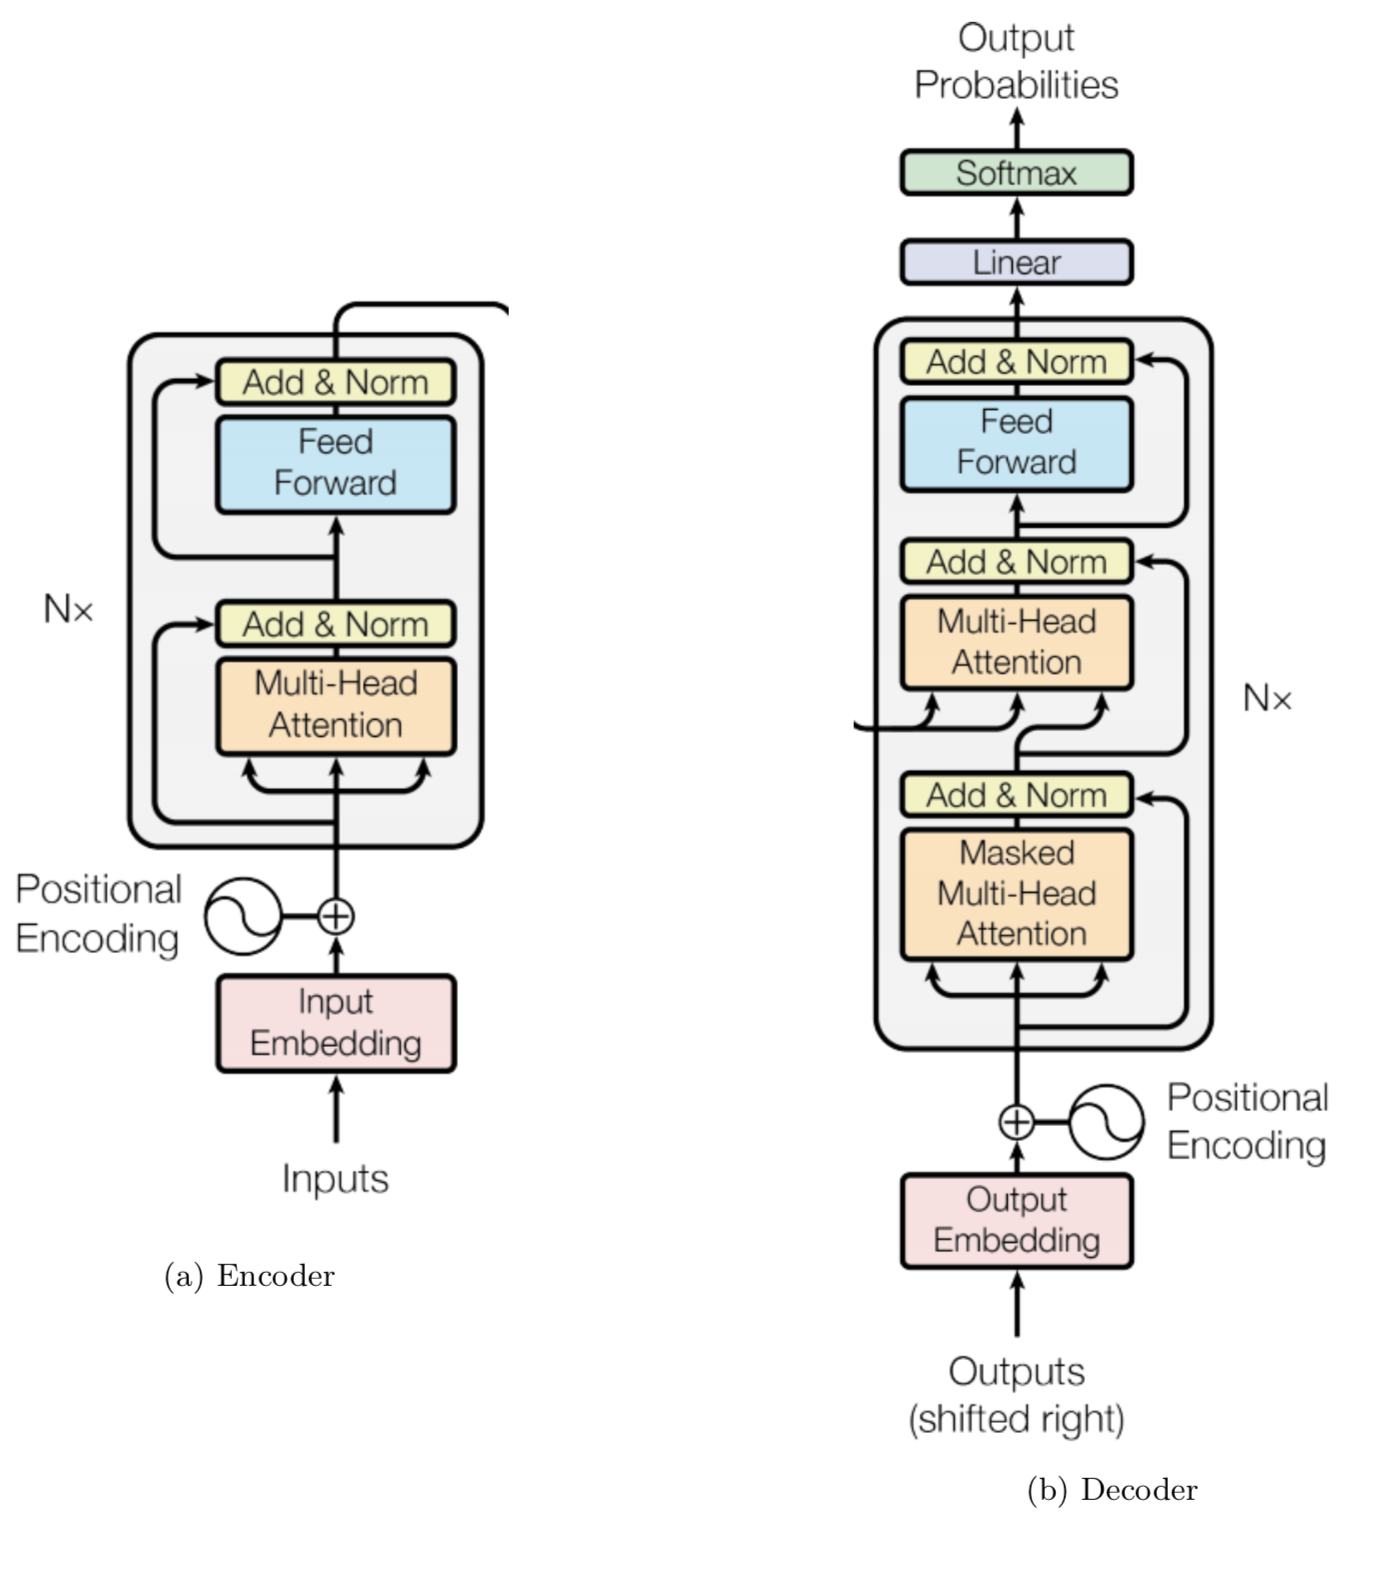 Add & Norm
Feed
Forward
Nx
Add & Norm
Multi-Head
Attention
Positional
Encoding
Input
Embedding
Inputs
(a) Encoder
Output
Probabilities
Softmax
Linear
Add & Norm
Feed
Forward
Add & Norm
Multi-Head
Attention
Nx
Add & Norm
Masked
Multi-Head
Attention
Positional
Encoding
Output
Embedding
Outputs
(shifted right)
(b) Decoder